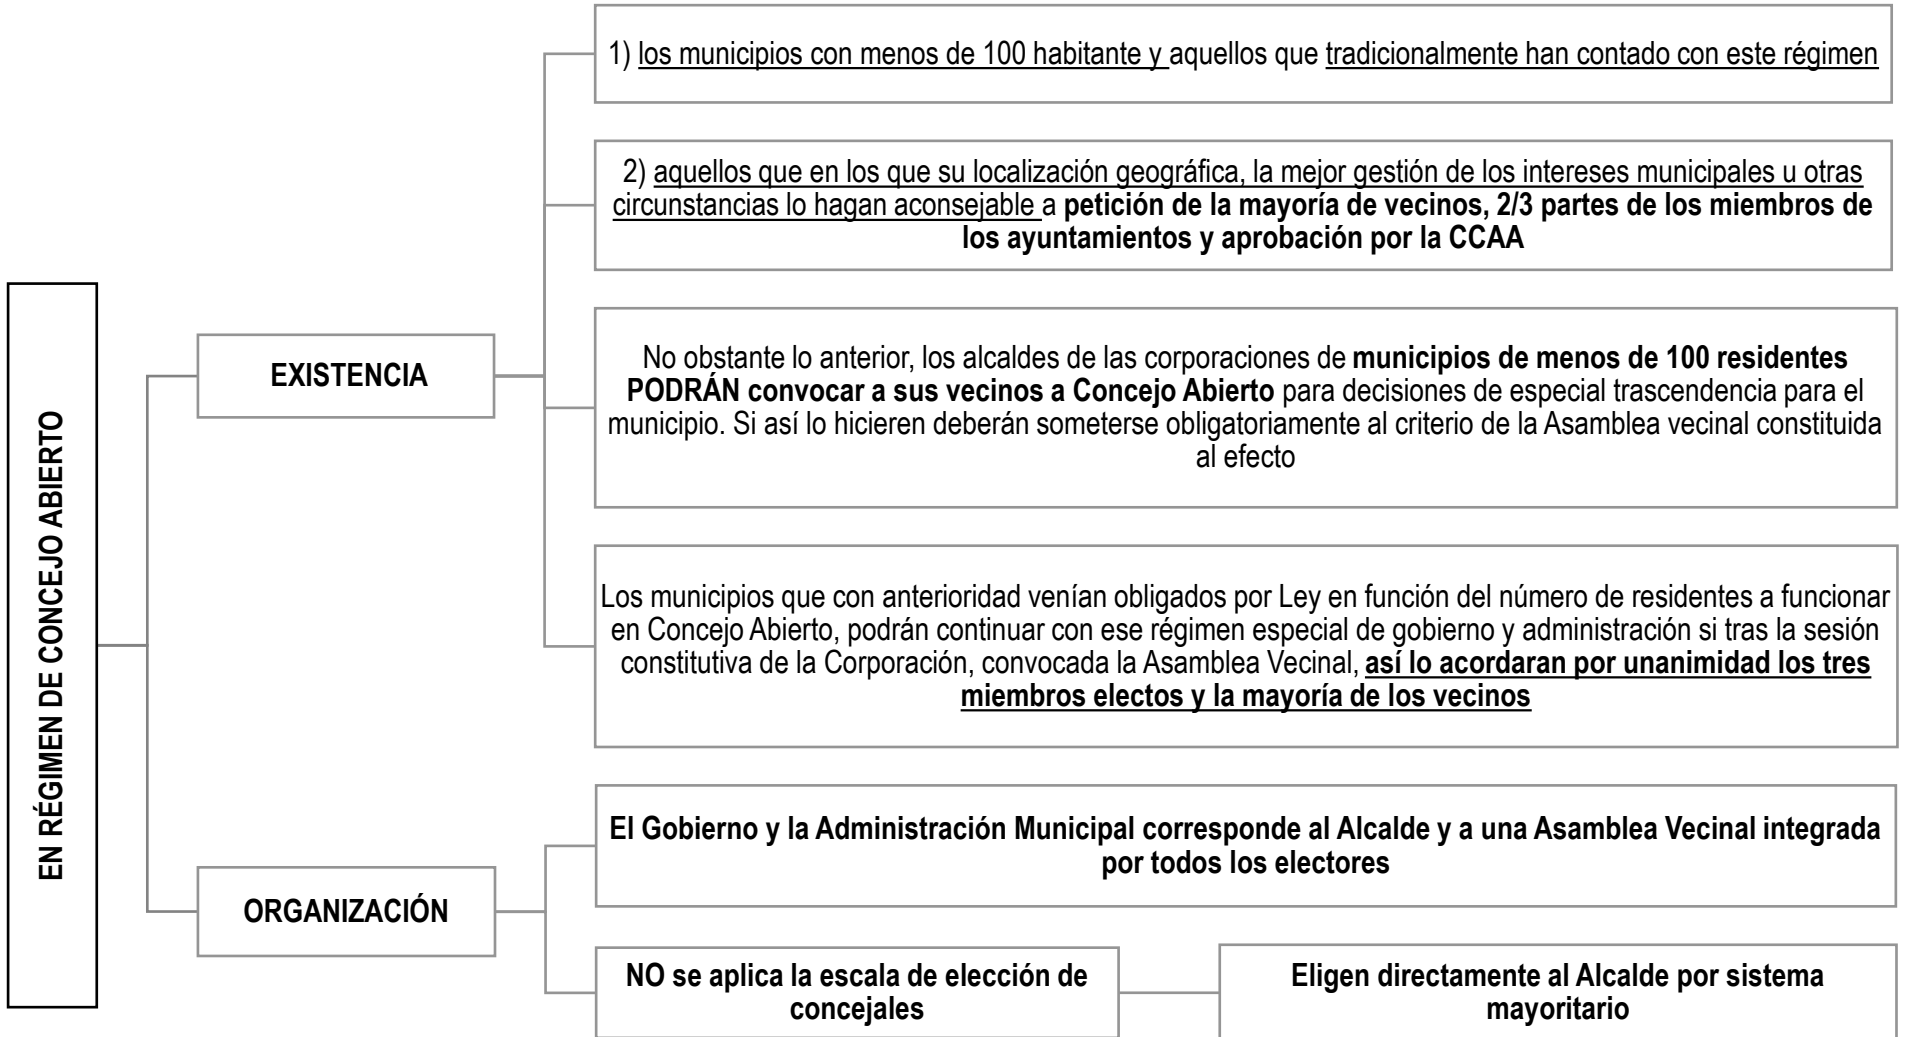 EN RÉGIMEN DE CONCEJO ABIERTO
EXISTENCIA
1) los municipios con menos de 100 habitante y aquellos que tradicionalmente han contado con este régimen
2) aquellos que en los que su localización geográfica, la mejor gestión de los intereses municipales u otras
circunstancias lo hagan aconsejable a petición de la mayoría de vecinos, 2/3 partes de los miembros de
los ayuntamientos y aprobación por la CCAA
No obstante lo anterior, los alcaldes de las corporaciones de municipios de menos de 100 residentes
PODRÁN convocar a sus vecinos a Concejo Abierto para decisiones de especial trascendencia para el
municipio. Si así lo hicieren deberán someterse obligatoriamente al criterio de la Asamblea vecinal constituida
al efecto
Los municipios que con anterioridad venían obligados por Ley en función del número de residentes a funcionar
en Concejo Abierto, podrán continuar con ese régimen especial de gobierno y administración si tras la sesión
constitutiva de la Corporación, convocada la Asamblea Vecinal, así lo acordaran por unanimidad los tres
miembros electos y la mayoría de los vecinos
ORGANIZACIÓN
El Gobierno y la Administración Municipal corresponde al Alcalde y a una Asamblea Vecinal integrada
por todos los electores
NO se aplica la escala de elección de
concejales
Eligen directamente al Alcalde por sistema
mayoritario